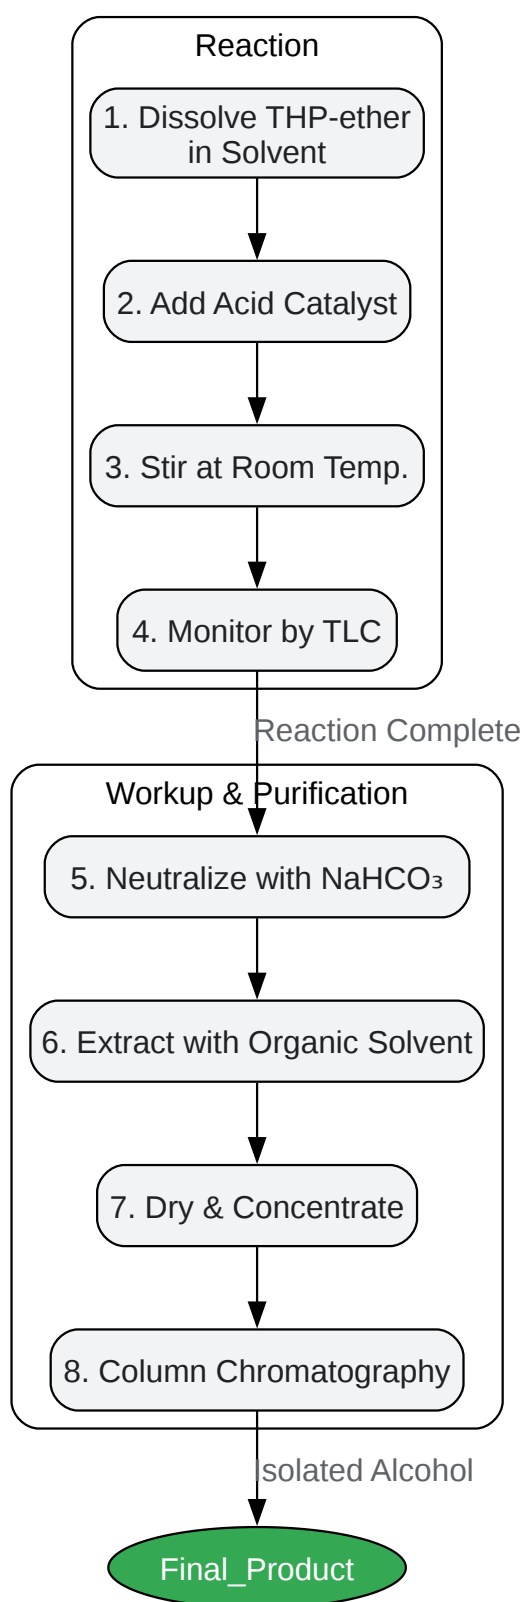 Reaction
1. Dissolve THP-ether
in Solvent
2. Add Acid Catalyst
3. Stir at Room Temp.
4. Monitor by TLC
Reaction Complete
Workup & Purification
5. Neutralize with NaHCO₃
6. Extract with Organic Solvent
7. Dry & Concentrate
8. Column Chromatography
Isolated Alcohol
Final_Product